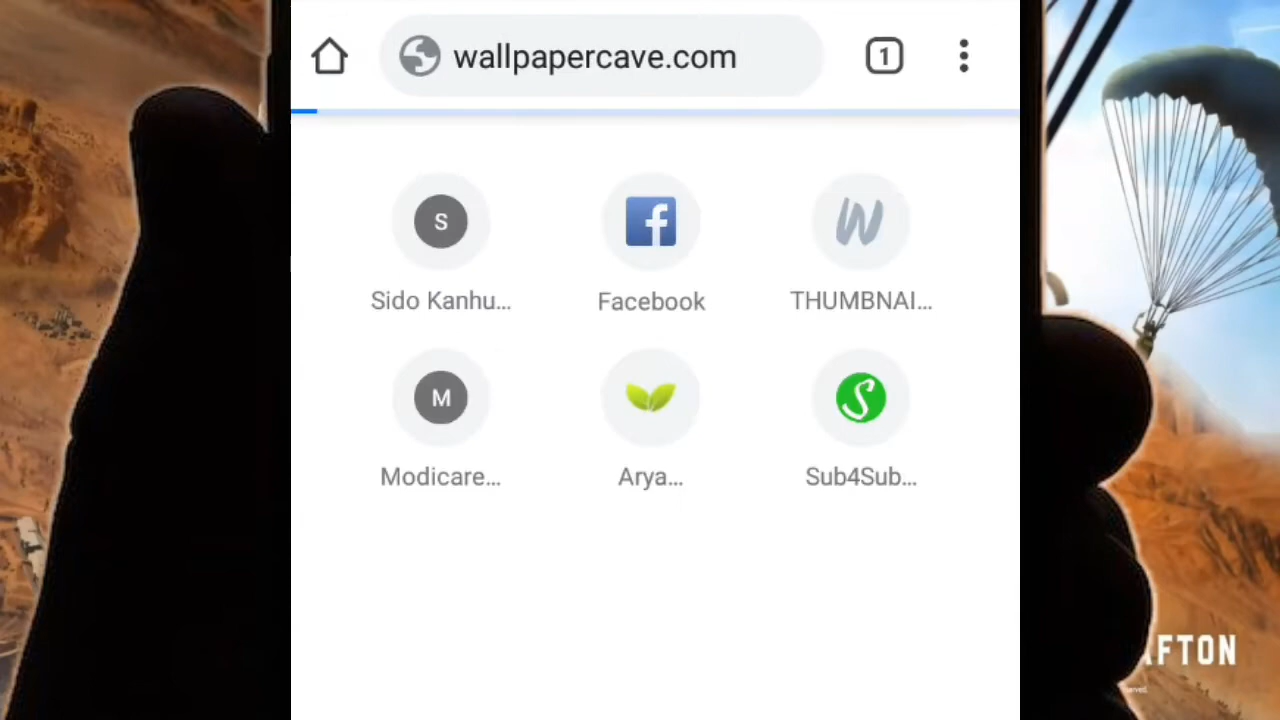 wallpapercave.com
1
S
f
W
Sido Kanhu...
Facebook
THUMBNAI...
M
S
Modicare...
Arya...
Sub4Sub...
AFTON